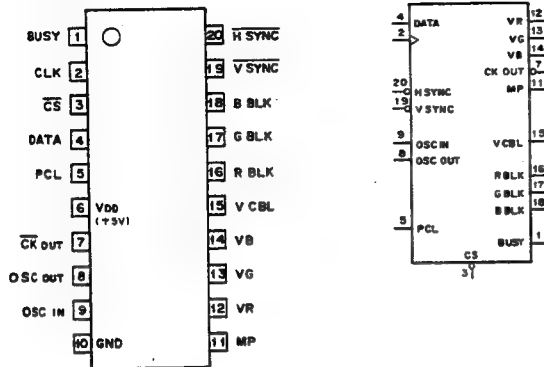 BUSY 1
CLK 2
CS 3
DATA 4
PCL 5
6 VDD
(+5V)
CK OUT 7
OSC OUT 8
OSC IN 9
10 GND
20 H SYNC
19 V SYNC
18 B BLK
17 G BLK
16 R BLK
15 V CBL
14 VB
13 VG
12 VR
11 MP
4 DATA
2
20 H SYNC
19 V SYNC
9 OSC IN
8 OSC OUT
5 PCL
VR 12
VG 13
VB 14
CK OUT 7
MP 11
V CBL 15
R BLK 16
G BLK 17
B BLK 18
BUSY 1
CS
3